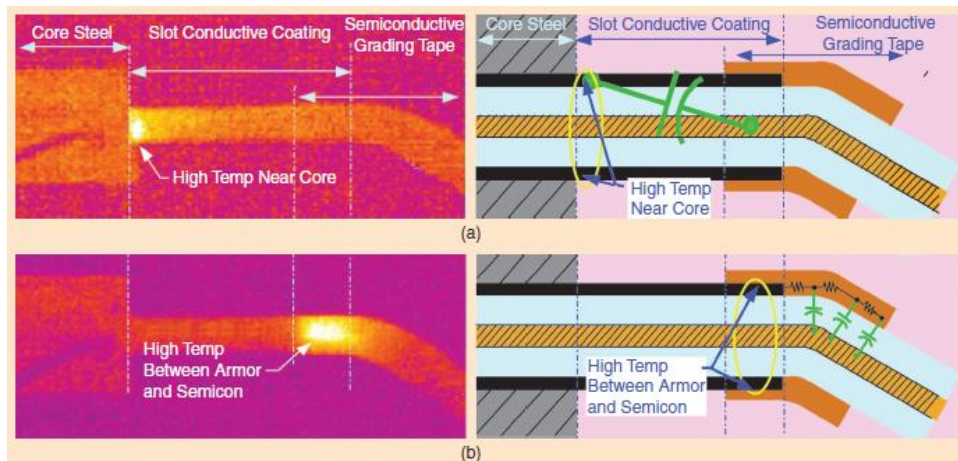 Core Steel
Slot Conductive Coating
Semiconductive
Grading Tape
High Temp Near Core
Core Steel
Slot Conductive Coating
Semiconductive
Grading Tape
High Temp
Near Core
(a)
High Temp
Between Armor
and Semicon
High Temp
Between Armor
and Semicon
(b)